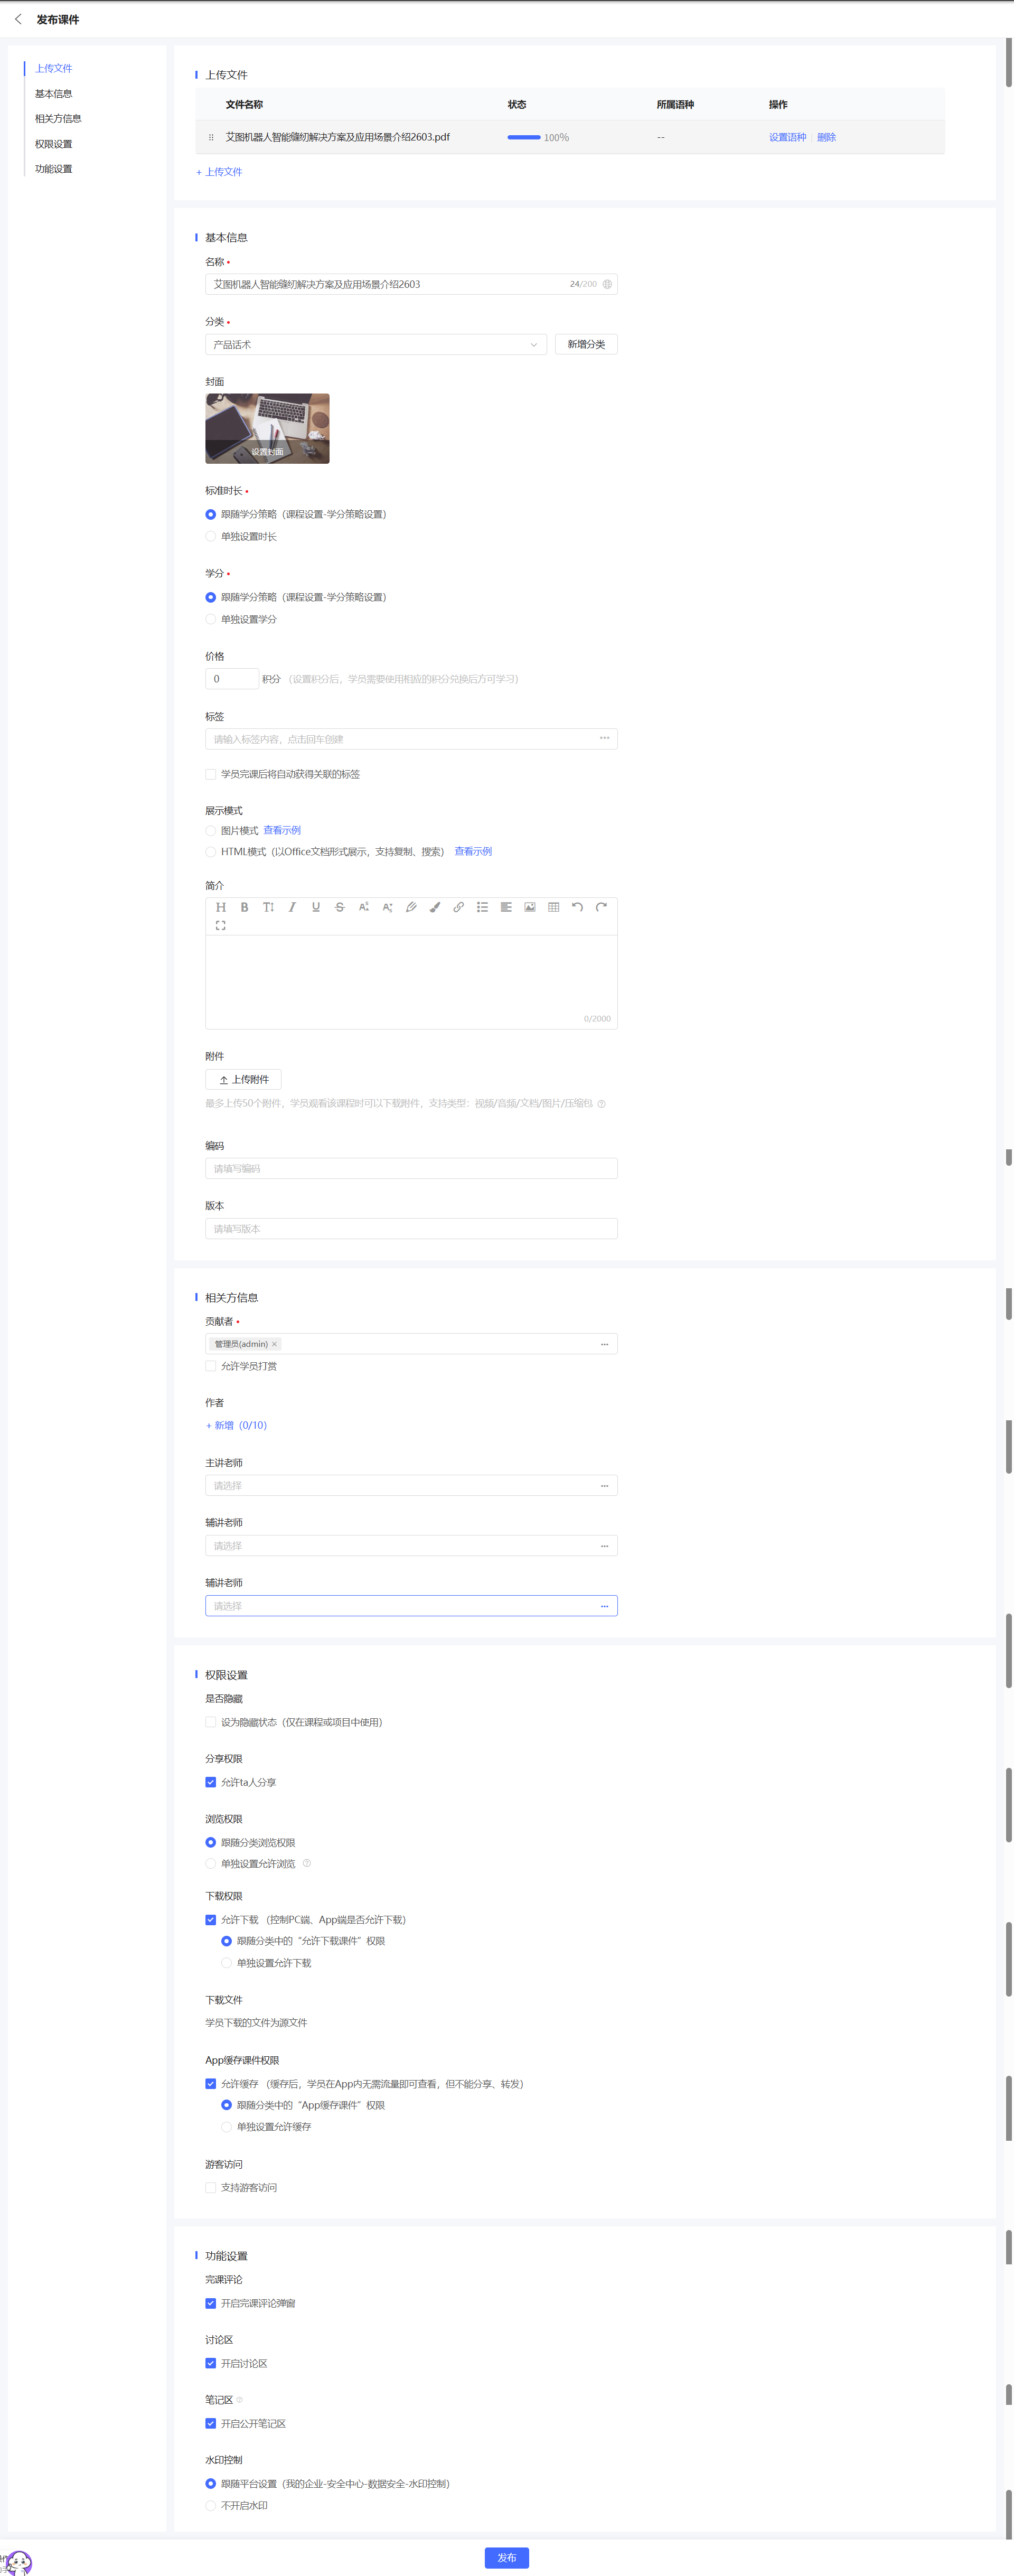 发布课件
上传文件
基本信息
相关方信息
权限设置
功能设置
上传文件
文件名称 状态 所属语种 操作
艾图机器人智能缝纫解决方案及应用场景介绍2603.pdf 100% -- 设置语种 删除
+ 上传文件
基本信息
名称
艾图机器人智能缝纫解决方案及应用场景介绍2603 24/200
分类
产品话术 新增分类
封面
设置封面
标准时长
跟随学分策略（课程设置-学分策略设置）
单独设置时长
学分
跟随学分策略（课程设置-学分策略设置）
单独设置学分
价格
0 积分 （设置积分后，学员需要使用相应的积分兑换后方可学习）
标签
请输入标签内容，点击回车创建
学员完课后将自动获得关联的标签
展示模式
图片模式 查看示例
HTML模式（以Office文档形式展示，支持复制、搜索） 查看示例
简介
0/2000
附件
上传附件
最多上传50个附件，学员观看该课程时可以下载附件，支持类型：视频/音频/文档/图片/压缩包
编码
请填写编码
版本
请填写版本
相关方信息
贡献者
管理员(admin) ×
允许学员打赏
作者
+ 新增（0/10）
主讲老师
请选择
辅讲老师
请选择
辅讲老师
请选择
权限设置
是否隐藏
设为隐藏状态（仅在课程或项目中使用）
分享权限
允许ta人分享
浏览权限
跟随分类浏览权限
单独设置允许浏览
下载权限
允许下载 （控制PC端、App端是否允许下载）
跟随分类中的“允许下载课件”权限
单独设置允许下载
下载文件
学员下载的文件为源文件
App缓存课件权限
允许缓存 （缓存后，学员在App内无需流量即可查看，但不能分享、转发）
跟随分类中的“App缓存课件”权限
单独设置允许缓存
游客访问
支持游客访问
功能设置
完课评论
开启完课评论弹窗
讨论区
开启讨论区
笔记区
开启公开笔记区
水印控制
跟随平台设置（我的企业-安全中心-数据安全-水印控制）
不开启水印
发布